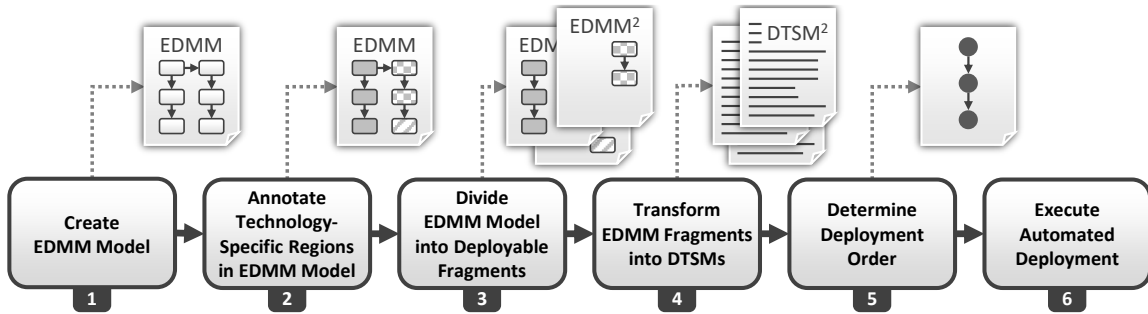 EDMM
EDMM
EDM
EDMM²
DTSM²
Create
EDMM Model
1
Annotate
Technology-
Specific Regions
in EDMM Model
2
Divide
EDMM Model
into Deployable
Fragments
3
Transform
EDMM Fragments
into DTSMs
4
Determine
Deployment
Order
5
Execute
Automated
Deployment
6